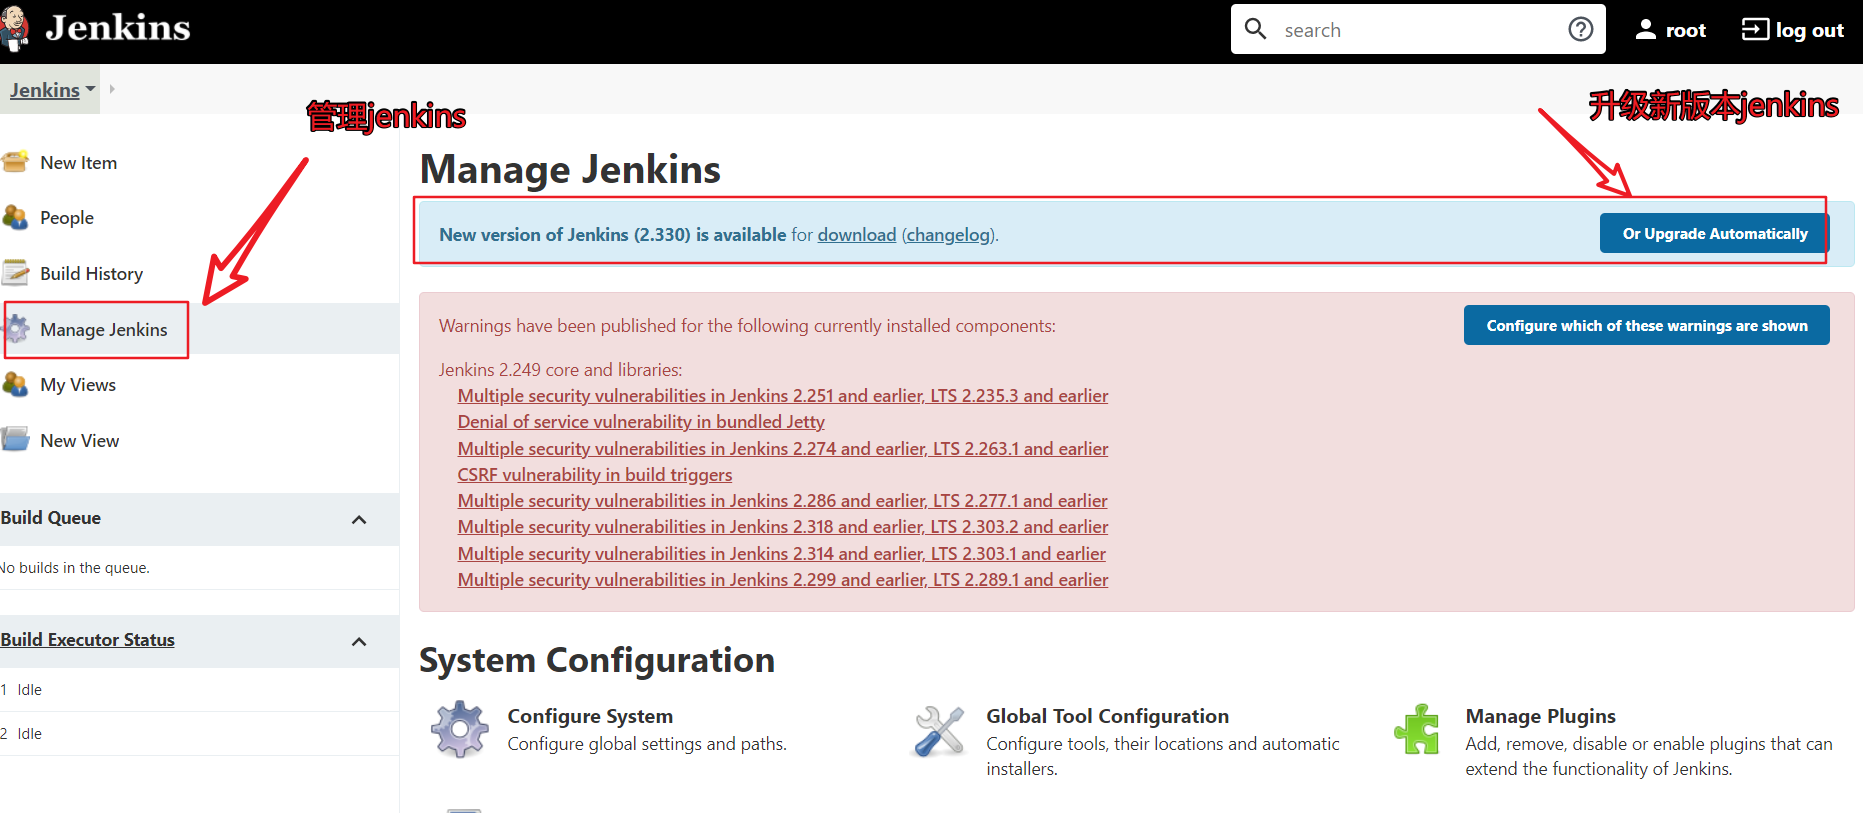 Jenkins
search
root
log out
Jenkins
管理jenkins
升级新版本jenkins
New Item
People
Build History
Manage Jenkins
My Views
New View
Build Queue
No builds in the queue.
Build Executor Status
1 Idle
2 Idle
Manage Jenkins
New version of Jenkins (2.330) is available for download (changelog).
Or Upgrade Automatically
Warnings have been published for the following currently installed components:
Configure which of these warnings are shown
Jenkins 2.249 core and libraries:
Multiple security vulnerabilities in Jenkins 2.251 and earlier, LTS 2.235.3 and earlier
Denial of service vulnerability in bundled Jetty
Multiple security vulnerabilities in Jenkins 2.274 and earlier, LTS 2.263.1 and earlier
CSRF vulnerability in build triggers
Multiple security vulnerabilities in Jenkins 2.286 and earlier, LTS 2.277.1 and earlier
Multiple security vulnerabilities in Jenkins 2.318 and earlier, LTS 2.303.2 and earlier
Multiple security vulnerabilities in Jenkins 2.314 and earlier, LTS 2.303.1 and earlier
Multiple security vulnerabilities in Jenkins 2.299 and earlier, LTS 2.289.1 and earlier
System Configuration
Configure System
Configure global settings and paths.
Global Tool Configuration
Configure tools, their locations and automatic
installers.
Manage Plugins
Add, remove, disable or enable plugins that can
extend the functionality of Jenkins.